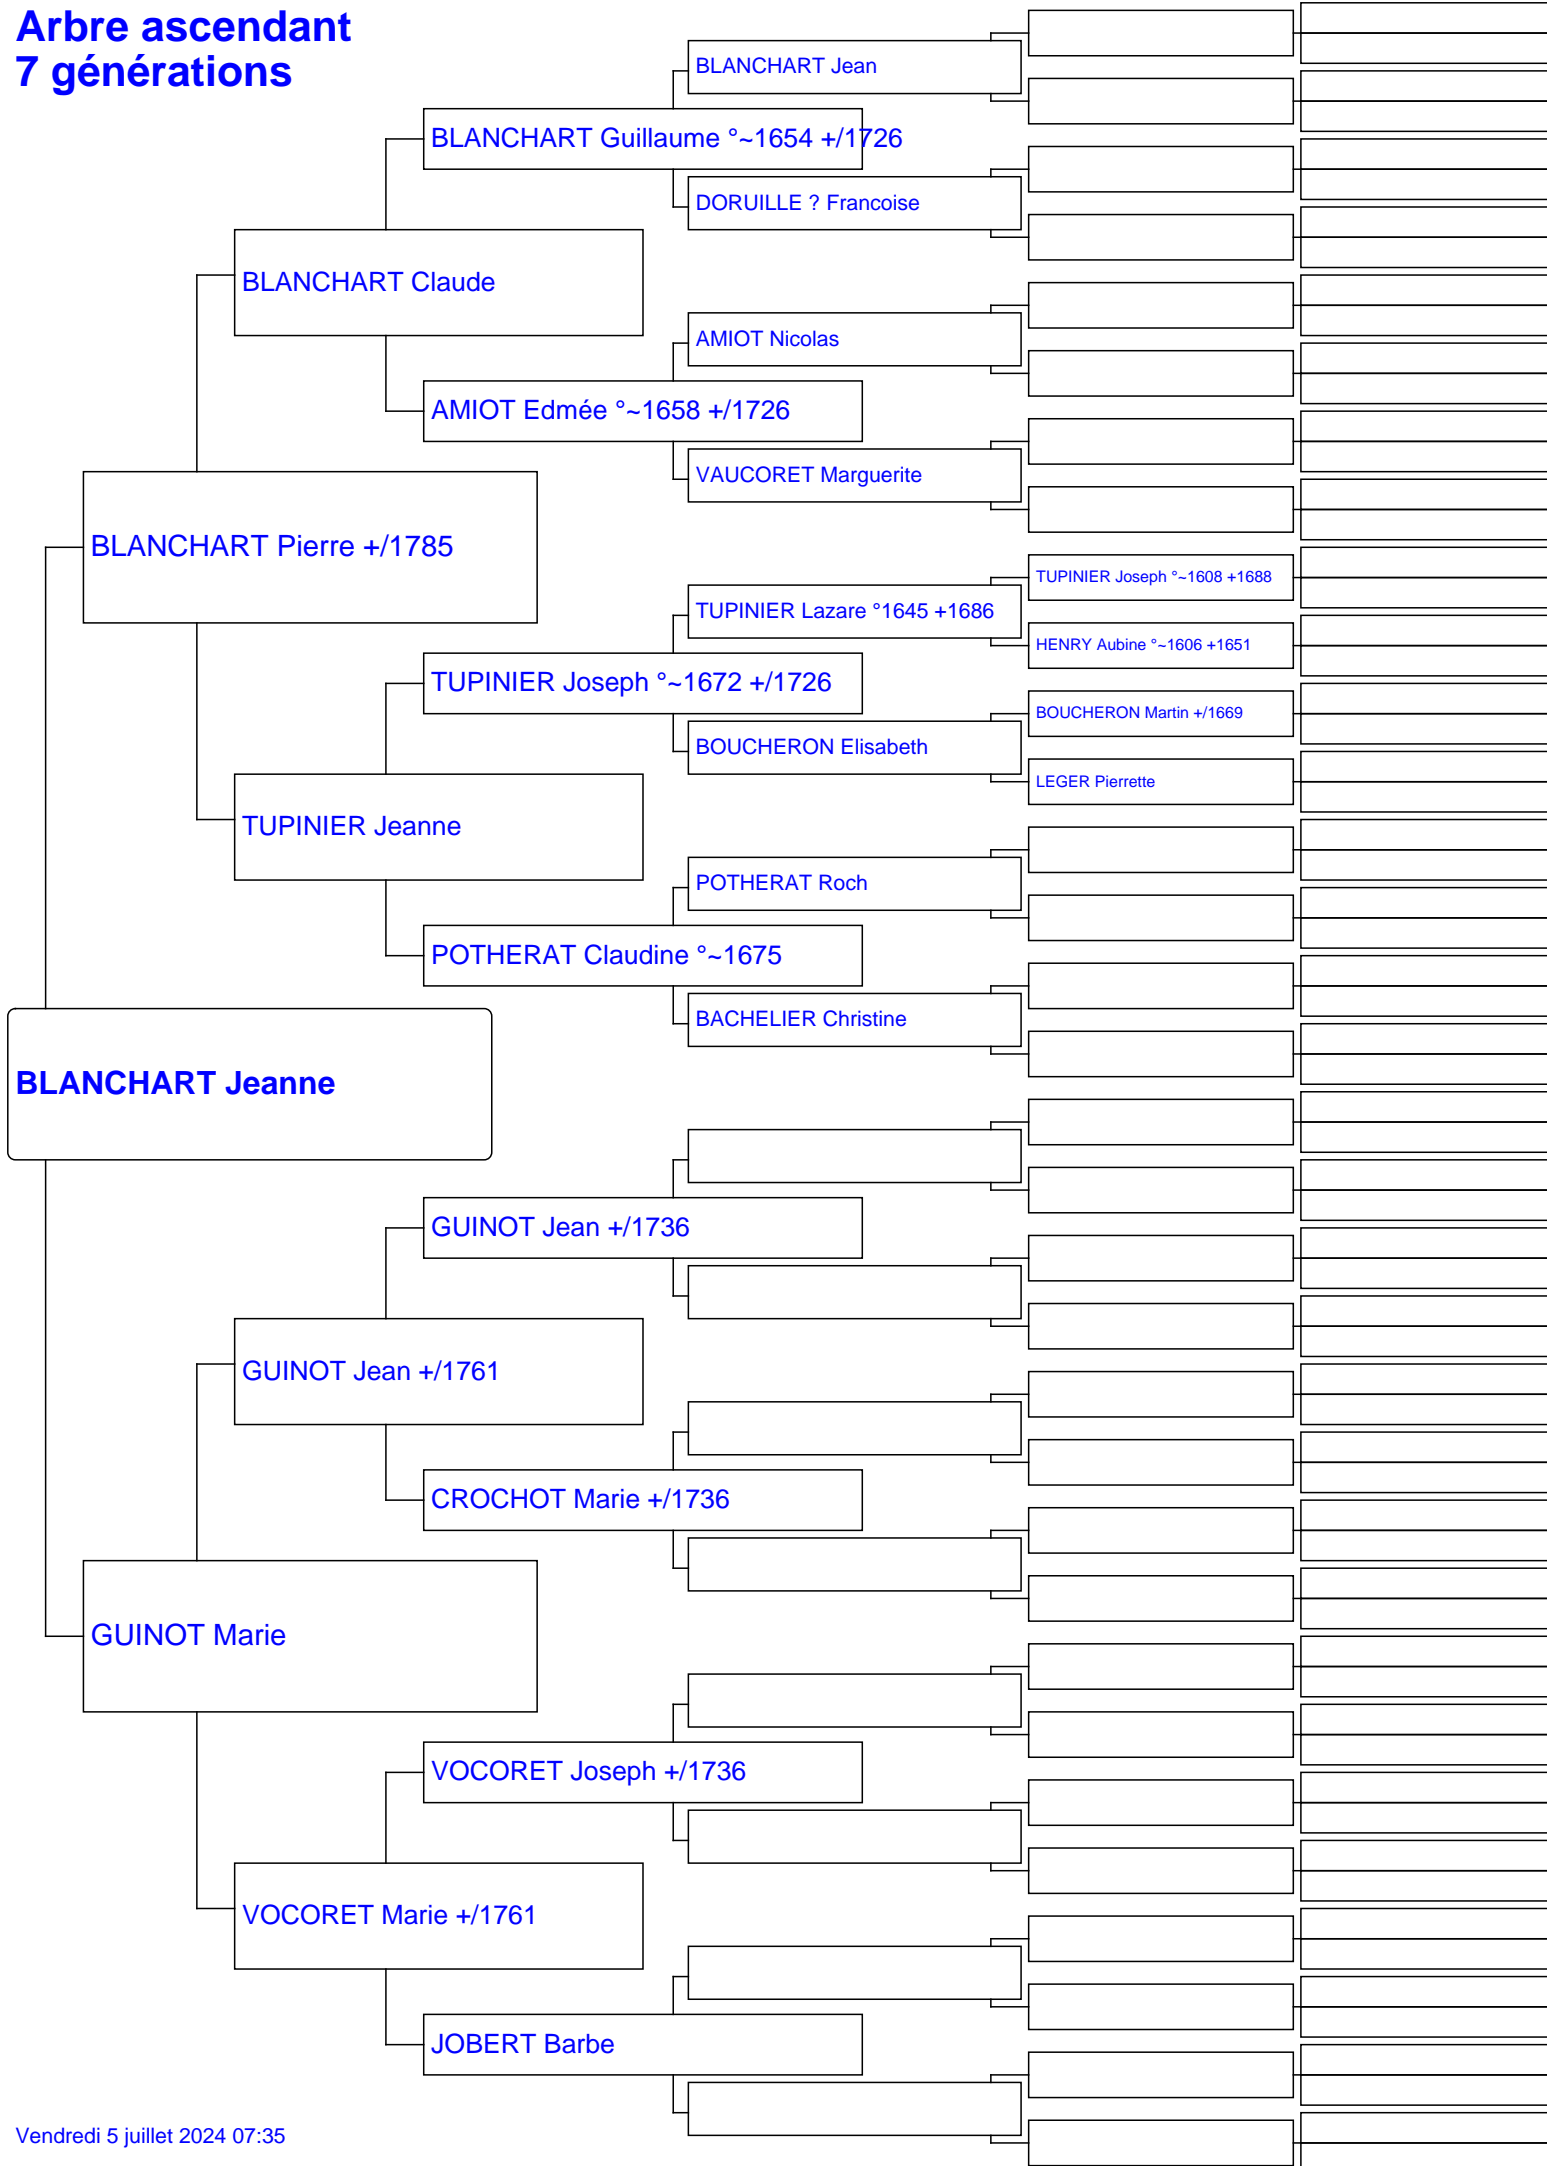 Arbre ascendant
7 générations
BLANCHART Jean
BLANCHART Guillaume °~1654 +/1726
DORUILLE ? Francoise
BLANCHART Claude
AMIOT Nicolas
AMIOT Edmée °~1658 +/1726
VAUCORET Marguerite
BLANCHART Pierre +/1785
TUPINIER Joseph °~1608 +1688
TUPINIER Lazare °1645 +1686
HENRY Aubine °~1606 +1651
TUPINIER Joseph °~1672 +/1726
BOUCHERON Martin +/1669
BOUCHERON Elisabeth
LEGER Pierrette
TUPINIER Jeanne
POTHERAT Roch
POTHERAT Claudine °~1675
BACHELIER Christine
BLANCHART Jeanne
GUINOT Jean +/1736
GUINOT Jean +/1761
CROCHOT Marie +/1736
GUINOT Marie
VOCORET Joseph +/1736
VOCORET Marie +/1761
JOBERT Barbe
Vendredi 5 juillet 2024 07:35